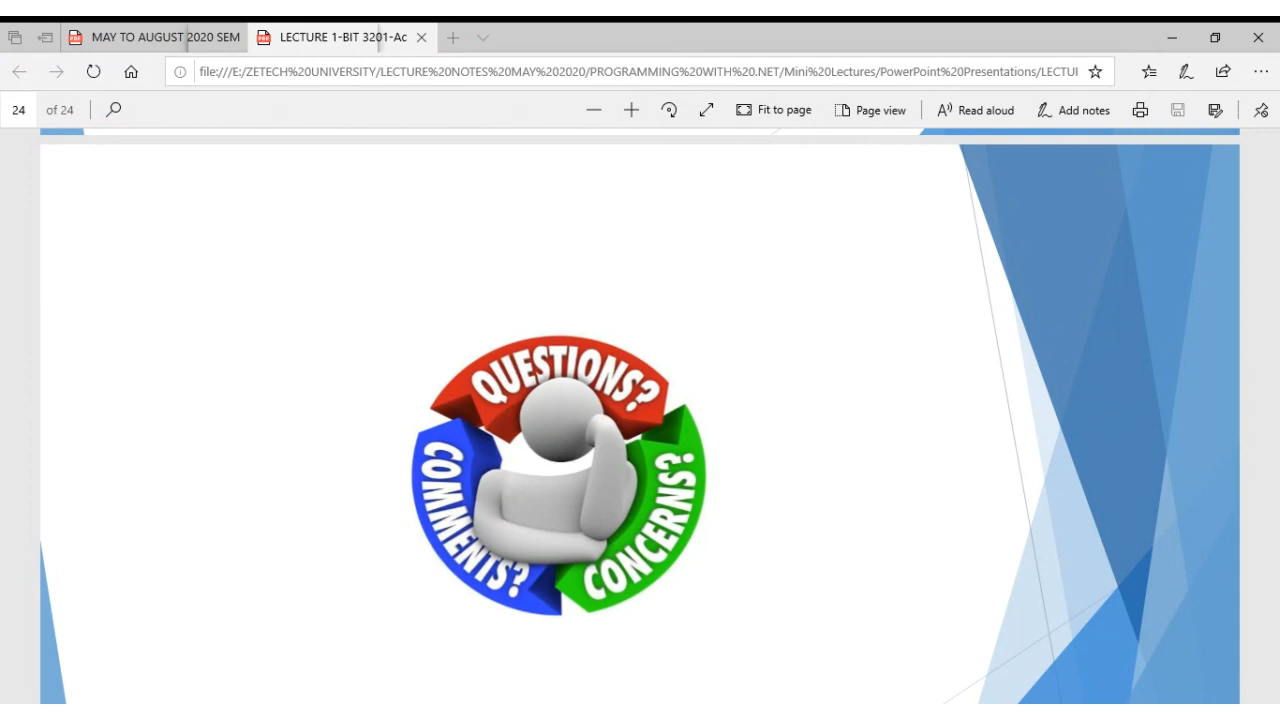 MAY TO AUGUST 2020 SEM
LECTURE 1-BIT 3201-Ac
file:///E:/ZETECH%20UNIVERSITY/LECTURE%20NOTES%20MAY%202020/PROGRAMMING%20WITH%20.NET/Mini%20Lectures/PowerPoint%20Presentations/LECTUI
24 of 24
Fit to page
Page view
Read aloud
Add notes
QUESTIONS?
CONCERNS?
COMMENTS?